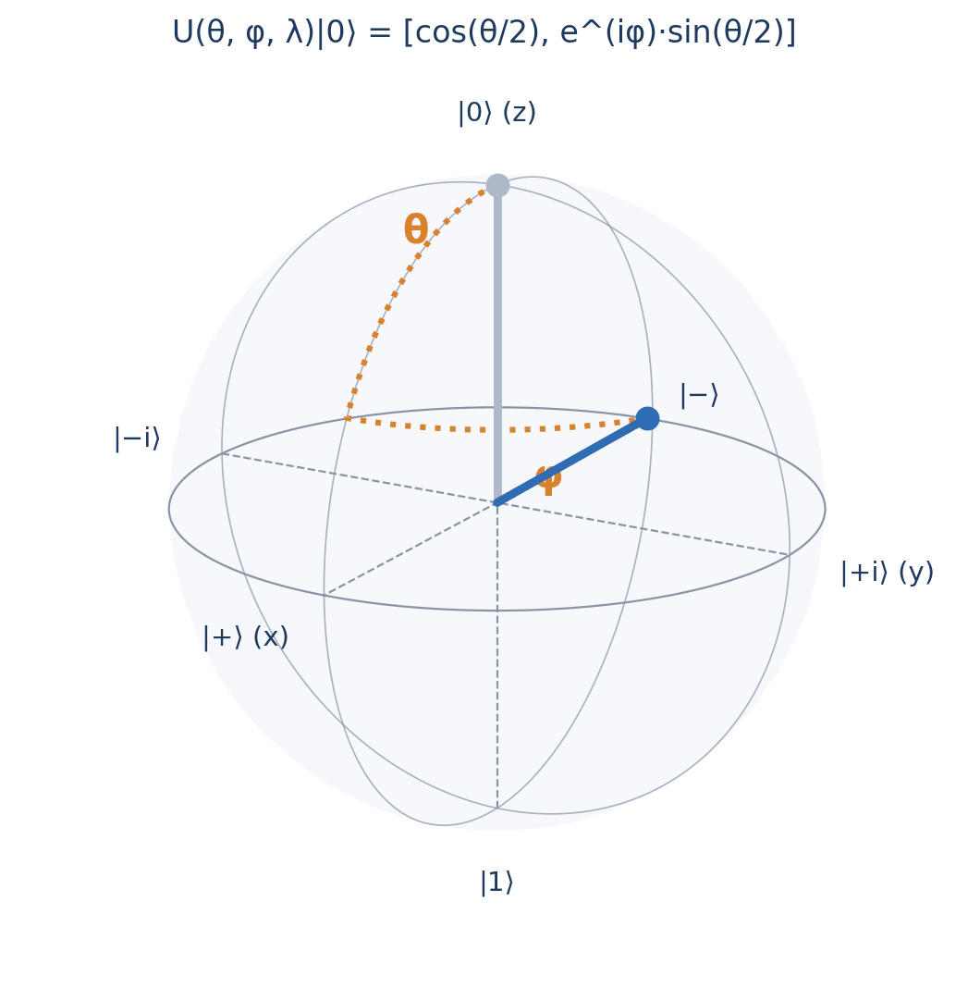 U(θ, φ, λ)|0⟩ = [cos(θ/2), e^(iφ)·sin(θ/2)]
|0⟩ (z)
θ
|−⟩
|−i⟩
φ
|+i⟩ (y)
|+⟩ (x)
|1⟩